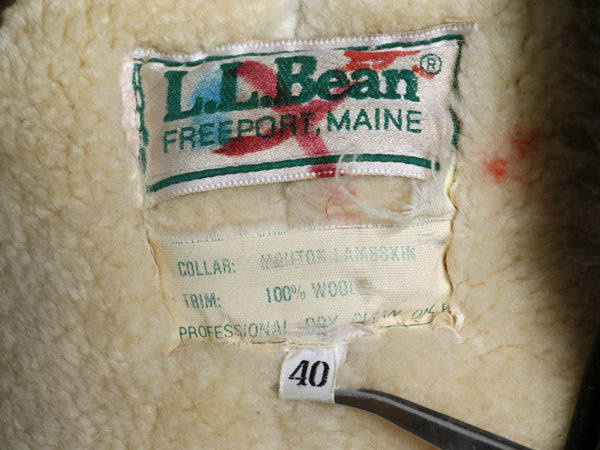 L.L.Bean®
FREEPORT, MAINE
COLLAR: MOUTON LAMBSKIN
TRIM: 100% WOOL
PROFESSIONAL DRY CLEAN ONLY
40